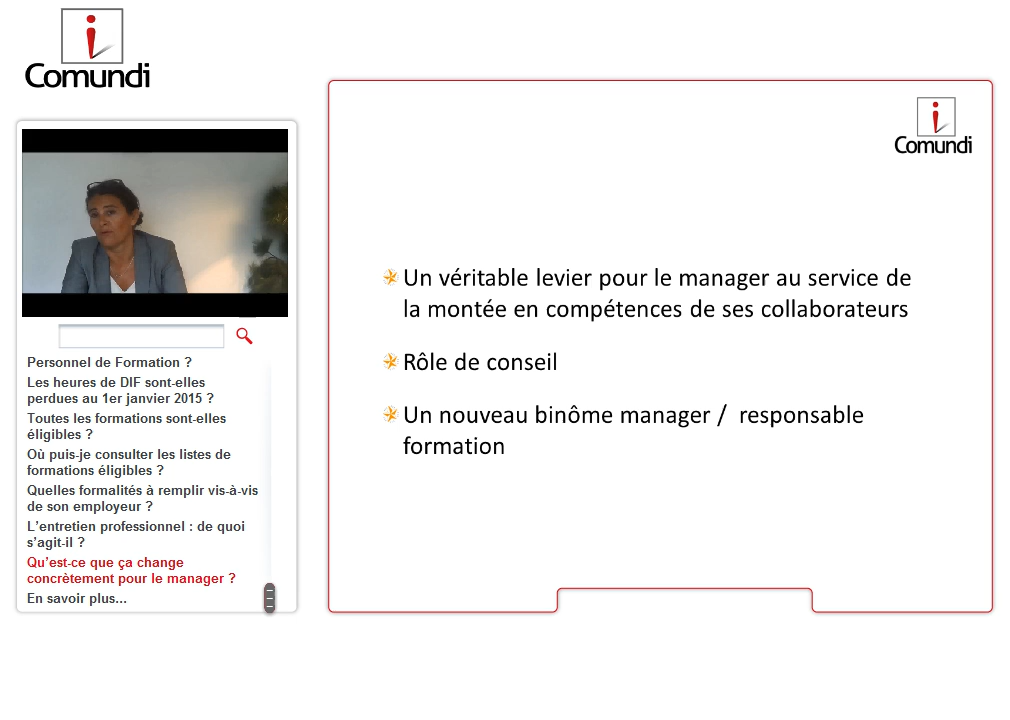 i
Comundi
Personnel de Formation ?
Les heures de DIF sont-elles
perdues au 1er janvier 2015 ?
Toutes les formations sont-elles
éligibles ?
Où puis-je consulter les listes de
formations éligibles ?
Quelles formalités à remplir vis-à-vis
de son employeur ?
L’entretien professionnel : de quoi
s’agit-il ?
Qu’est-ce que ça change
concrètement pour le manager ?
En savoir plus...
i
Comundi
Un véritable levier pour le manager au service de
la montée en compétences de ses collaborateurs
Rôle de conseil
Un nouveau binôme manager / responsable
formation